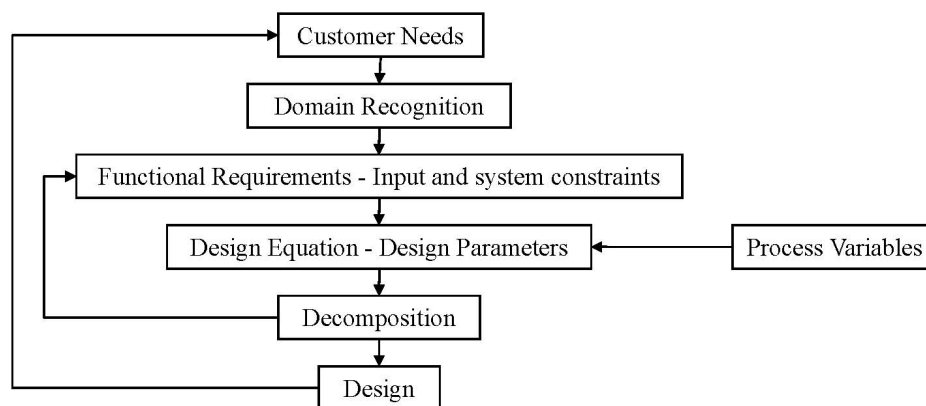 Customer Needs
Domain Recognition
Functional Requirements - Input and system constraints
Design Equation - Design Parameters
Process Variables
Decomposition
Design